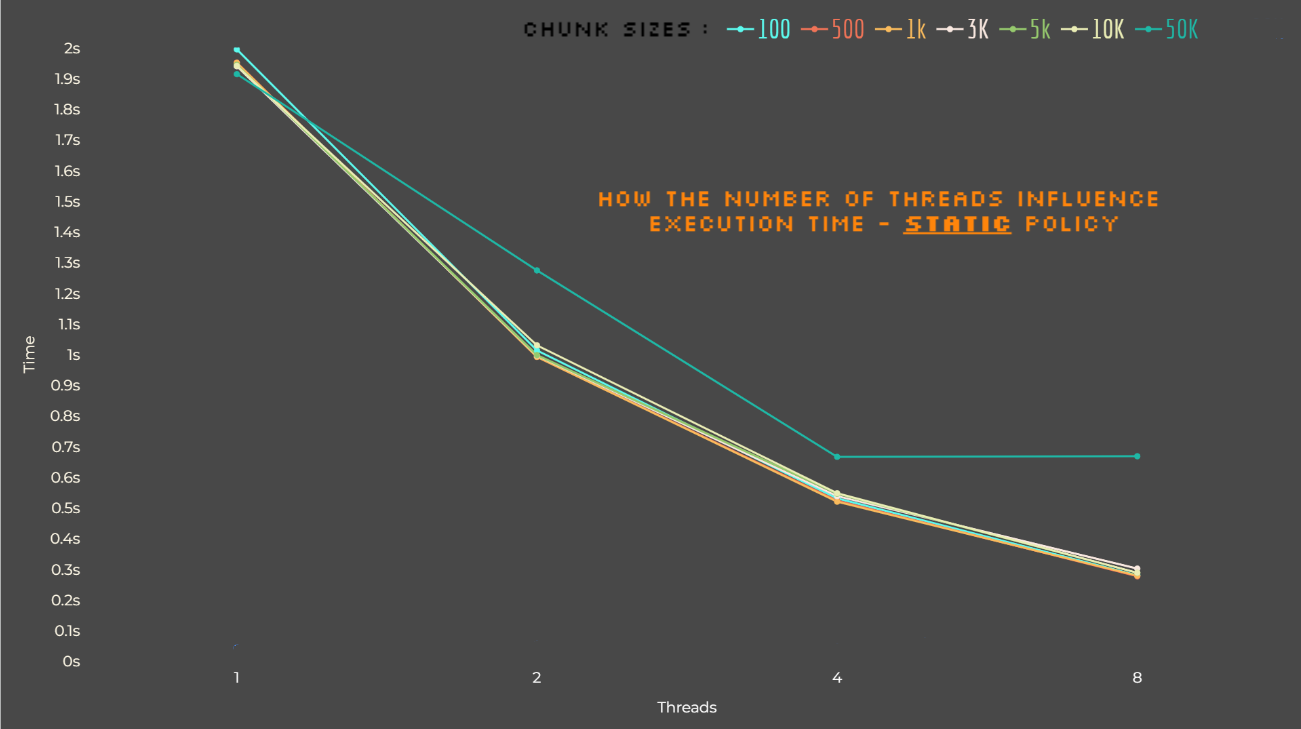 CHUNK SIZES : 100 500 1k 3K 5k 10K 50K
HOW THE NUMBER OF THREADS INFLUENCE
EXECUTION TIME - STATIC POLICY
2s
1.9s
1.8s
1.7s
1.6s
1.5s
1.4s
1.3s
1.2s
1.1s
1s
0.9s
0.8s
0.7s
0.6s
0.5s
0.4s
0.3s
0.2s
0.1s
0s
Time
1 2 4 8
Threads